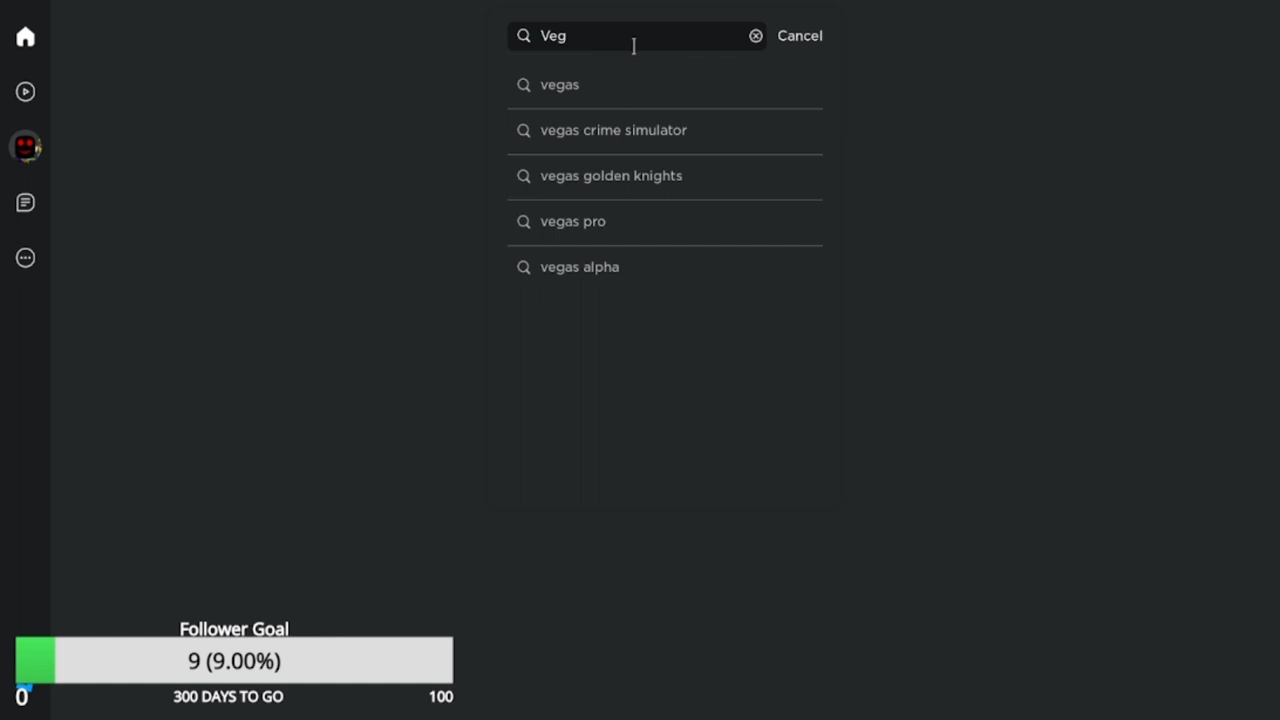 Veg
Cancel
vegas
vegas crime simulator
vegas golden knights
vegas pro
vegas alpha
Follower Goal
9 (9.00%)
0
300 DAYS TO GO
100